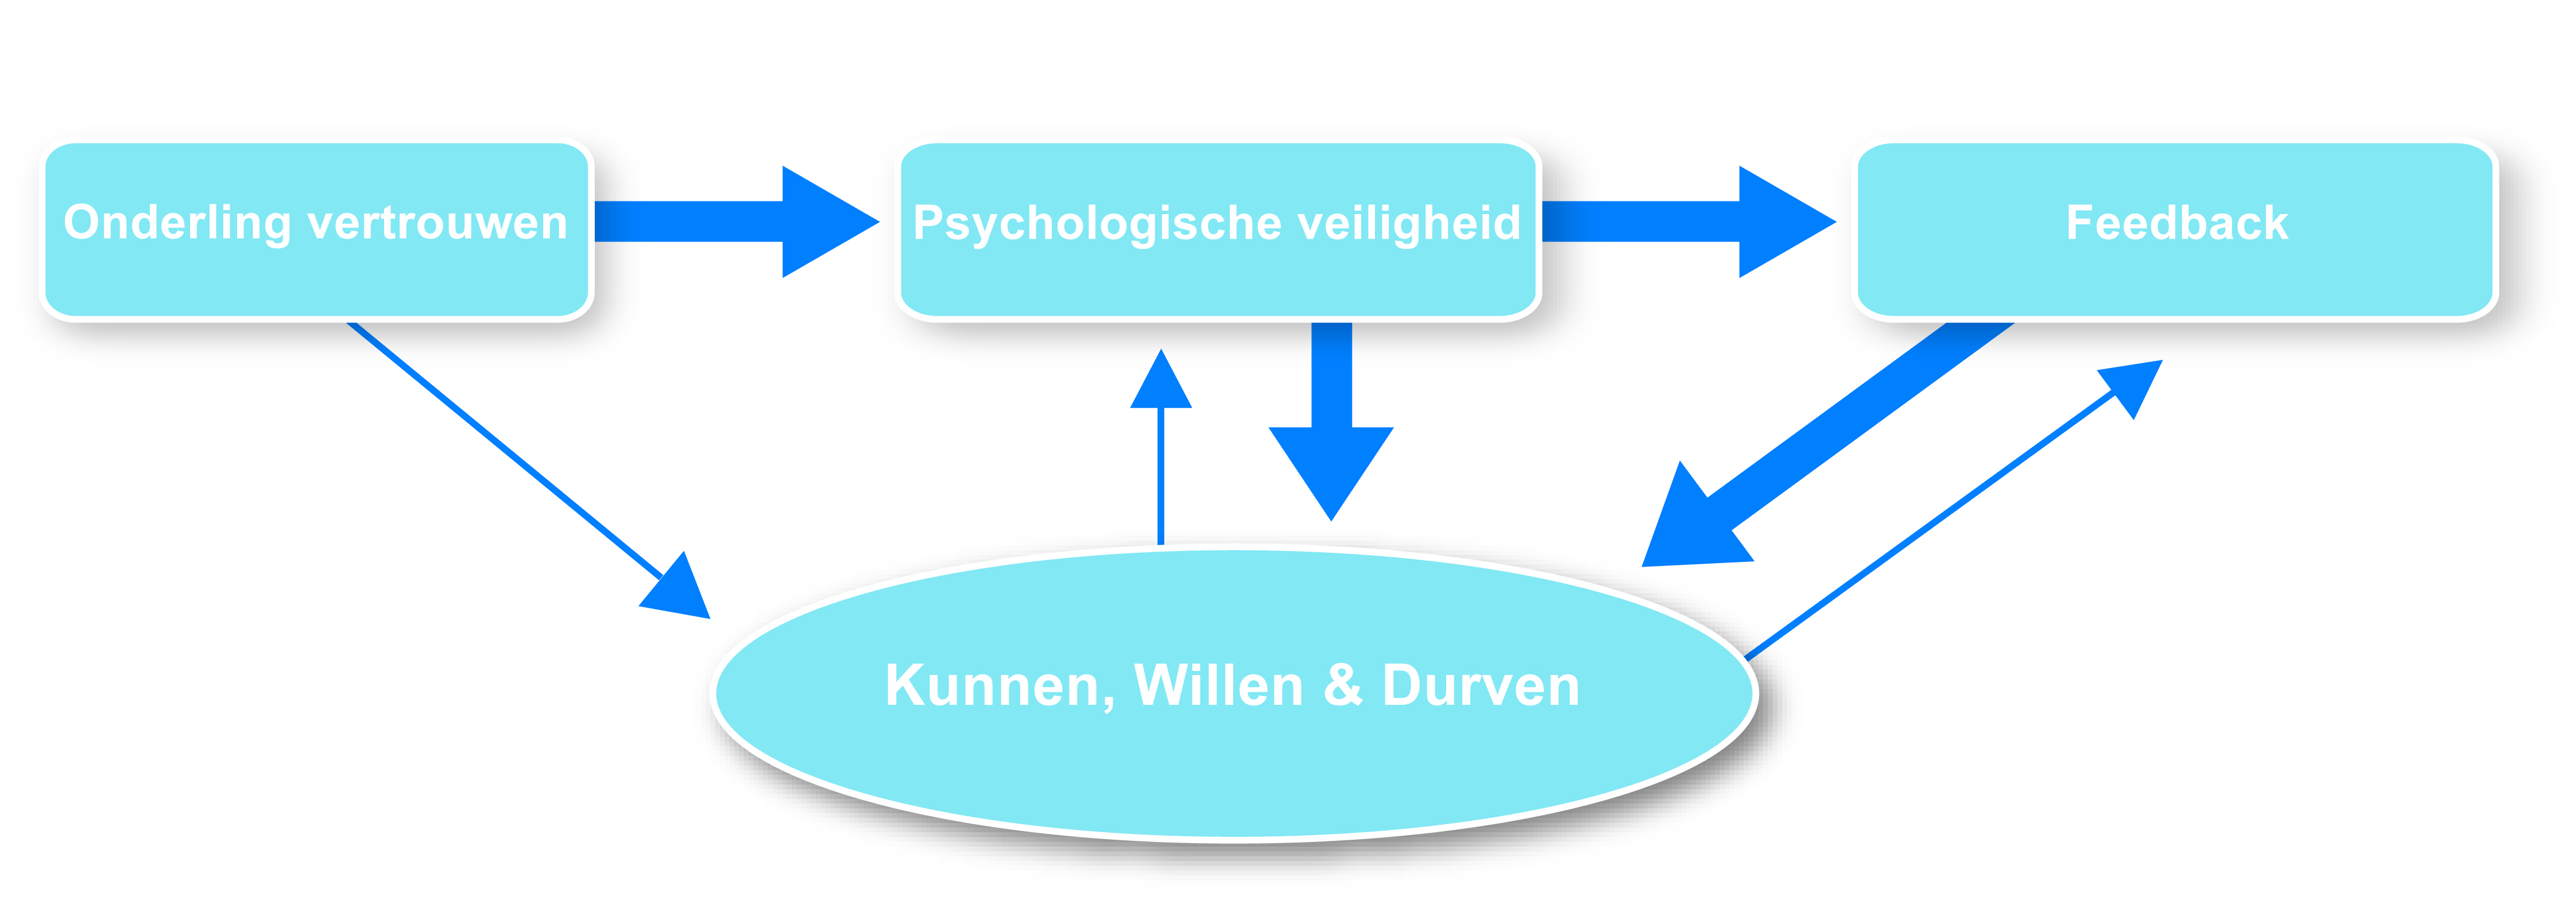 Onderling vertrouwen
Psychologische veiligheid
Feedback
Kunnen, Willen & Durven